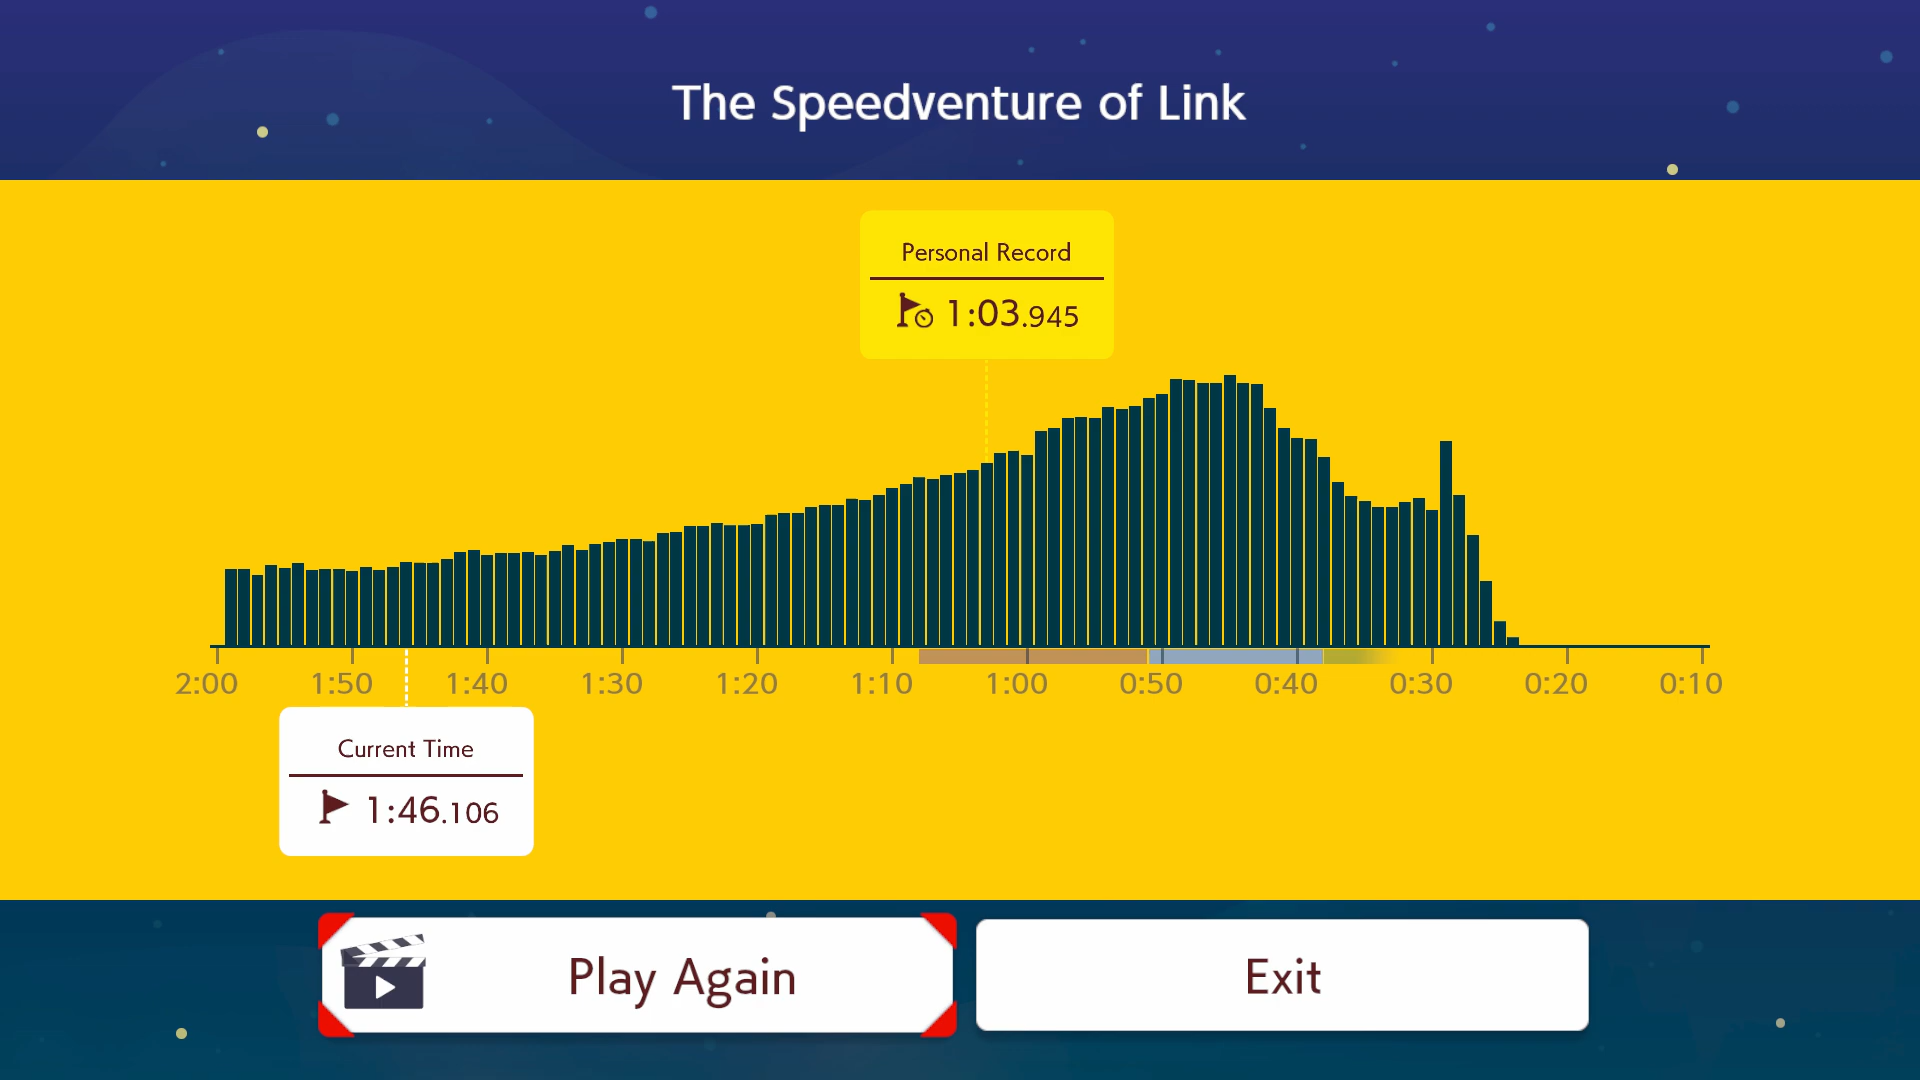 The Speedventure of Link
Personal Record
1:03.945
2:00 1:50 1:40 1:30 1:20 1:10 1:00 0:50 0:40 0:30 0:20 0:10
Current Time
1:46.106
Play Again
Exit